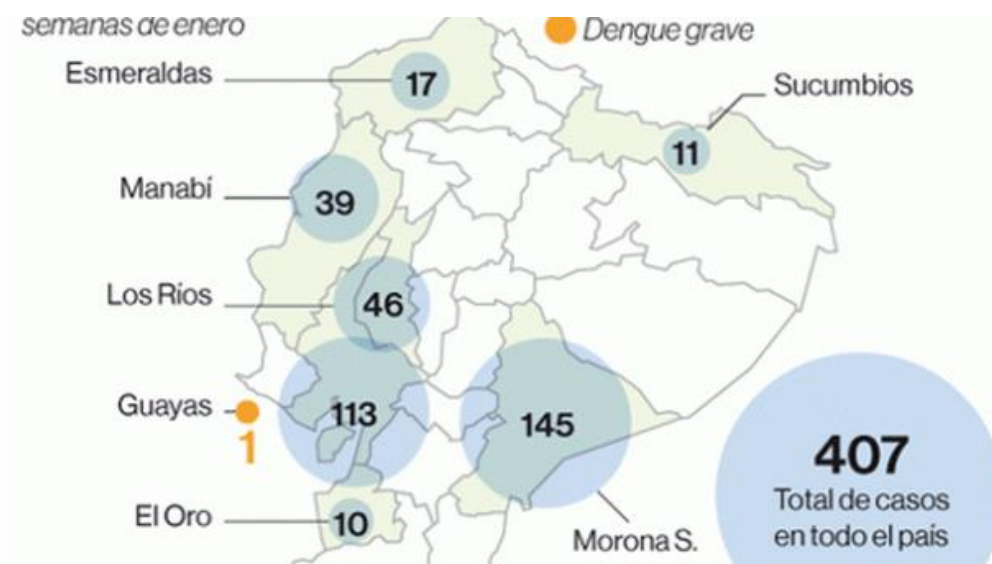 semanas de enero
Dengue grave
Esmeraldas
17
Sucumbios
11
Manabí
39
Los Ríos
46
Guayas
1
113
145
407
Total de casos
en todo el país
El Oro
10
Morona S.